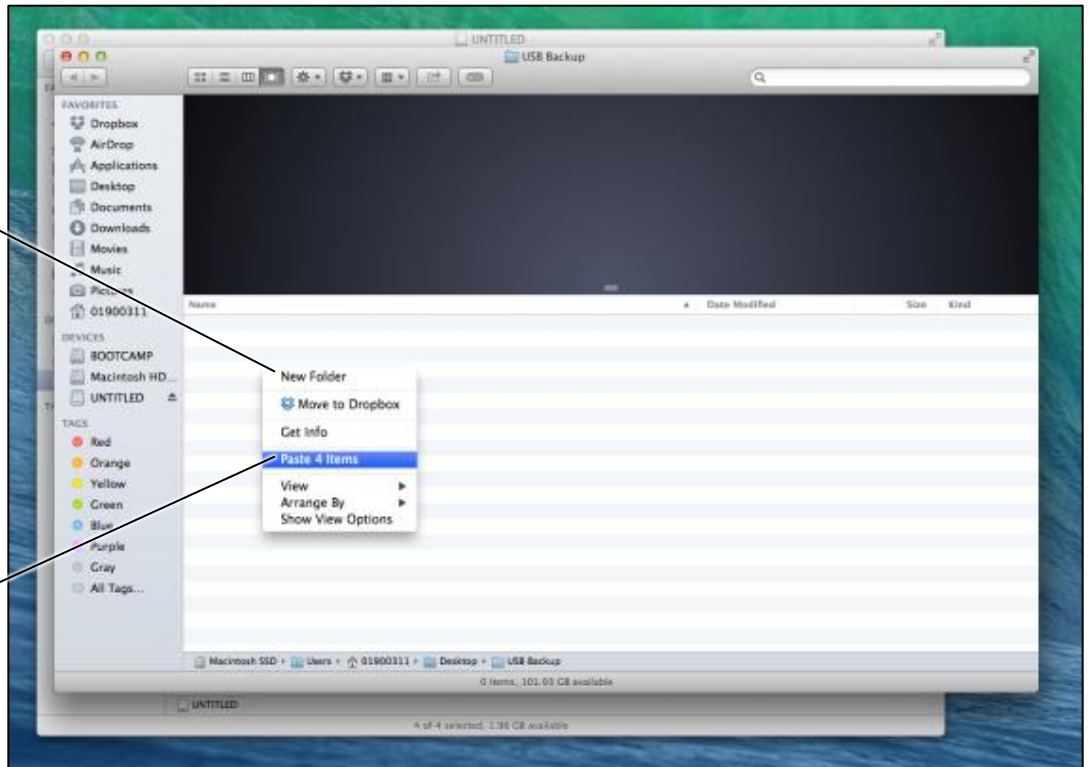 UNTITLED
USB Backup
FAVORITES
Dropbox
AirDrop
Applications
Desktop
Documents
Downloads
Movies
Music
Pictures
01900311
DEVICES
BOOTCAMP
Macintosh HD...
UNTITLED
TAGS
Red
Orange
Yellow
Green
Blue
Purple
Gray
All Tags...
Name Date Modified Size Kind
New Folder
Move to Dropbox
Get Info
Paste 4 Items
View
Arrange By
Show View Options
Macintosh SSD Users 01900311 Desktop USB Backup
0 items, 101.05 GB available
UNTITLED
4 of 4 selected, 1.98 GB available